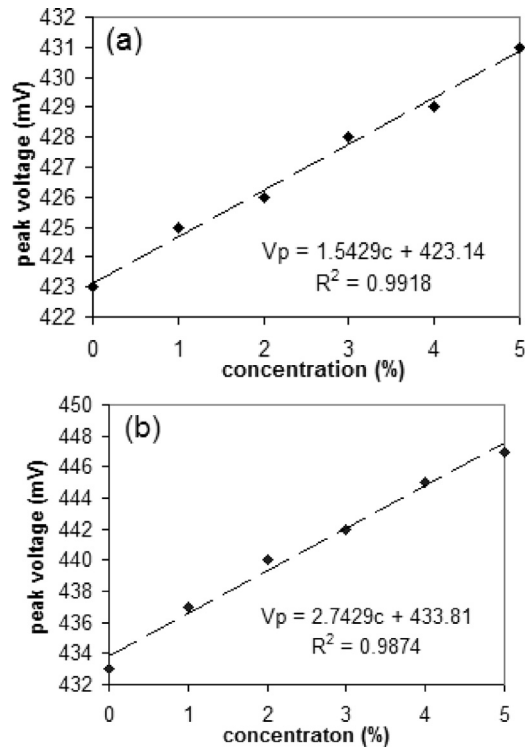 (a)
peak voltage (mV)
432
431
430
429
428
427
426
425
424
423
422
Vp = 1.5429c + 423.14
R² = 0.9918
0 1 2 3 4 5
concentration (%)
(b)
peak voltage (mV)
450
448
446
444
442
440
438
436
434
432
Vp = 2.7429c + 433.81
R² = 0.9874
0 1 2 3 4 5
concentraton (%)